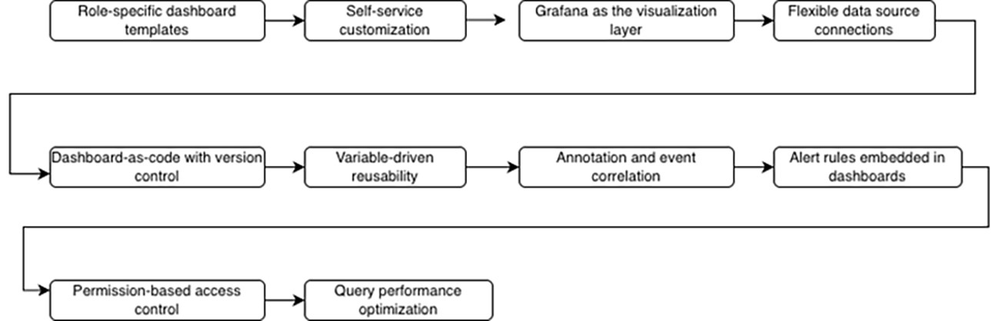 Role-specific dashboard
templates
Self-service
customization
Grafana as the visualization
layer
Flexible data source
connections
Dashboard-as-code with version
control
Variable-driven
reusability
Annotation and event
correlation
Alert rules embedded in
dashboards
Permission-based access
control
Query performance
optimization